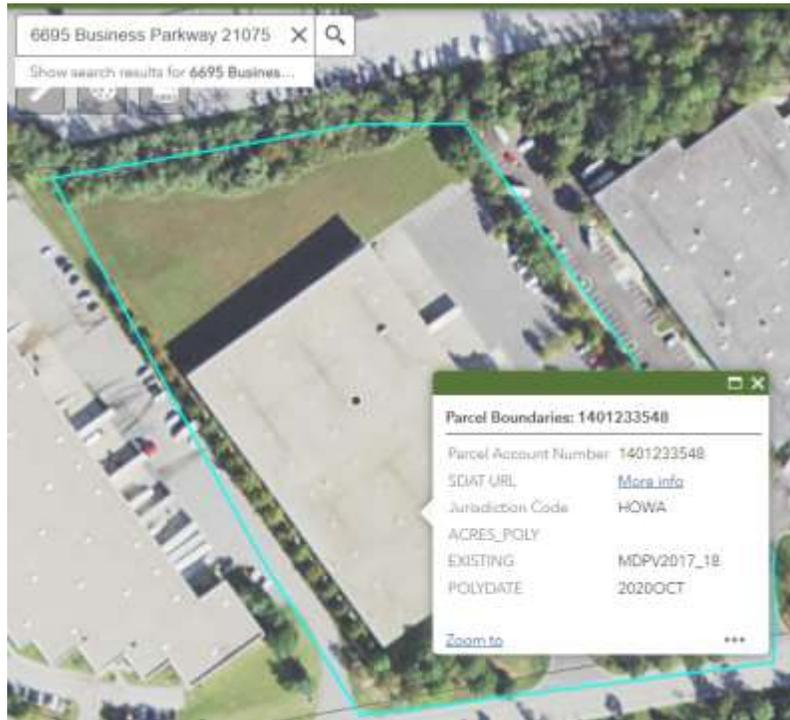 6695 Business Parkway 21075
Show search results for 6695 Busines...
Parcel Boundaries: 1401233548
Parcel Account Number 1401233548
SDAT URL More info
Jurisdiction Code HOWA
ACRES_POLY
EXISTING MDPV2017_18
POLYDATE 2020OCT
Zoom to